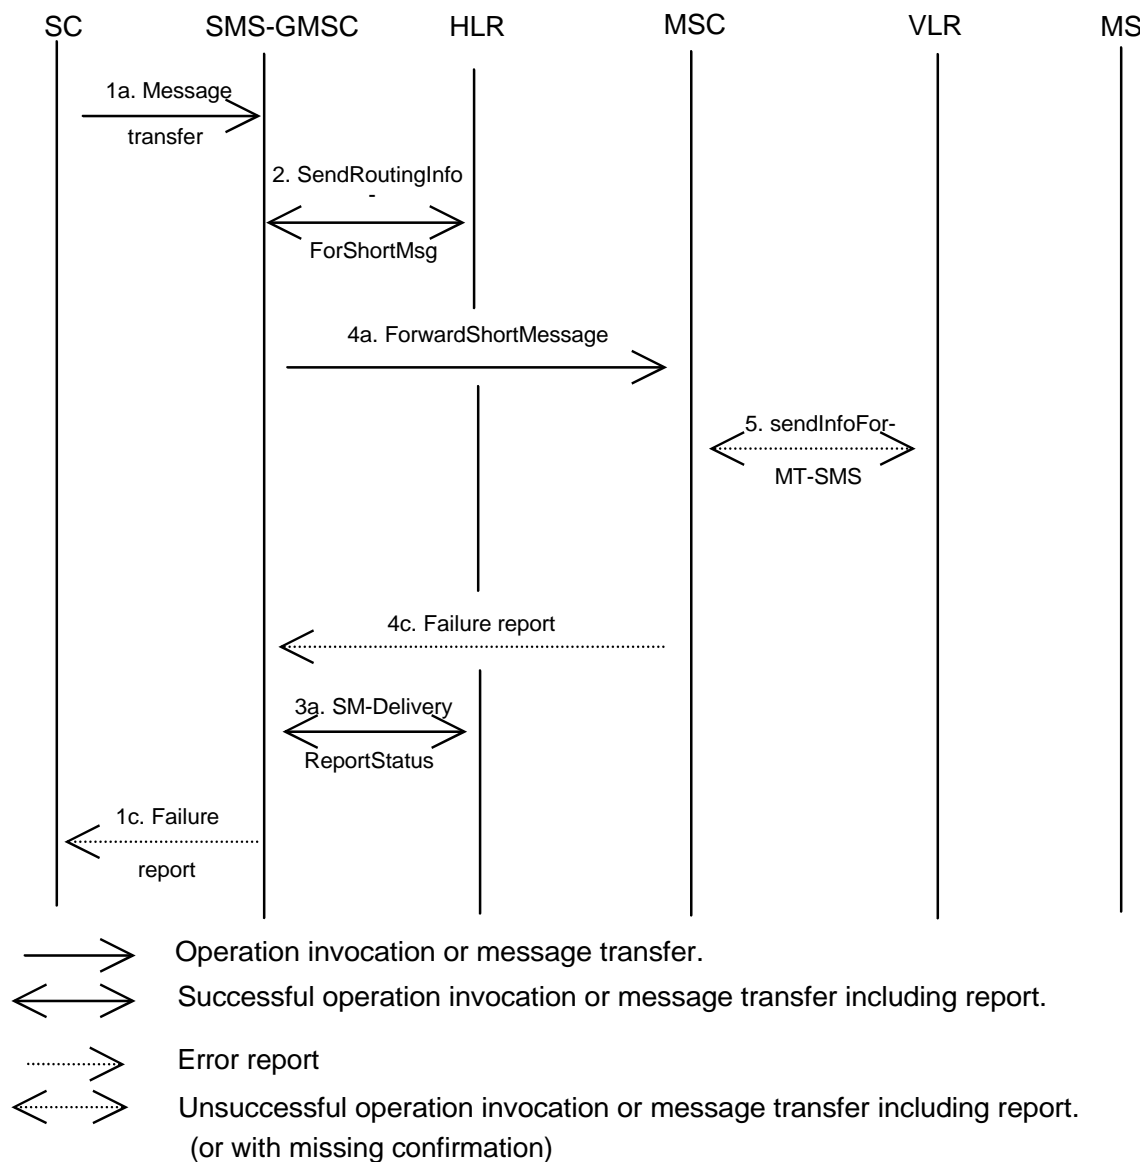 SC SMS-GMSC HLR MSC VLR MS
1a. Message
transfer
2. SendRoutingInfo
-
ForShortMsg
4a. ForwardShortMessage
5. sendInfoFor-
MT-SMS
4c. Failure report
3a. SM-Delivery
ReportStatus
1c. Failure
report
Operation invocation or message transfer.
Successful operation invocation or message transfer including report.
Error report
Unsuccessful operation invocation or message transfer including report.
(or with missing confirmation)